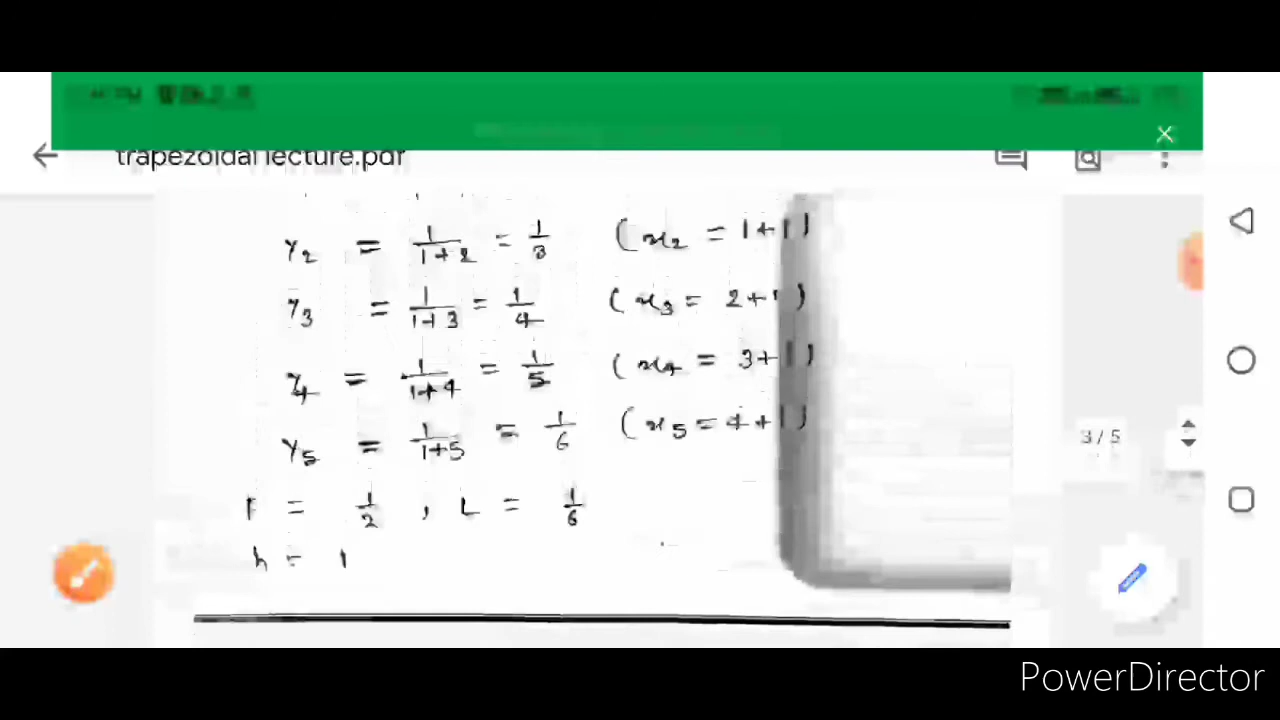 trapezoidal lecture.pdf
y2 = 1/(1+2) = 1/3 (x2 = 1+1)
y3 = 1/(1+3) = 1/4 (x3 = 2+1)
y4 = 1/(1+4) = 1/5 (x4 = 3+1)
y5 = 1/(1+5) = 1/6 (x5 = 4+1)
F = 1/2 , L = 1/6
h = 1
3 / 5
PowerDirector